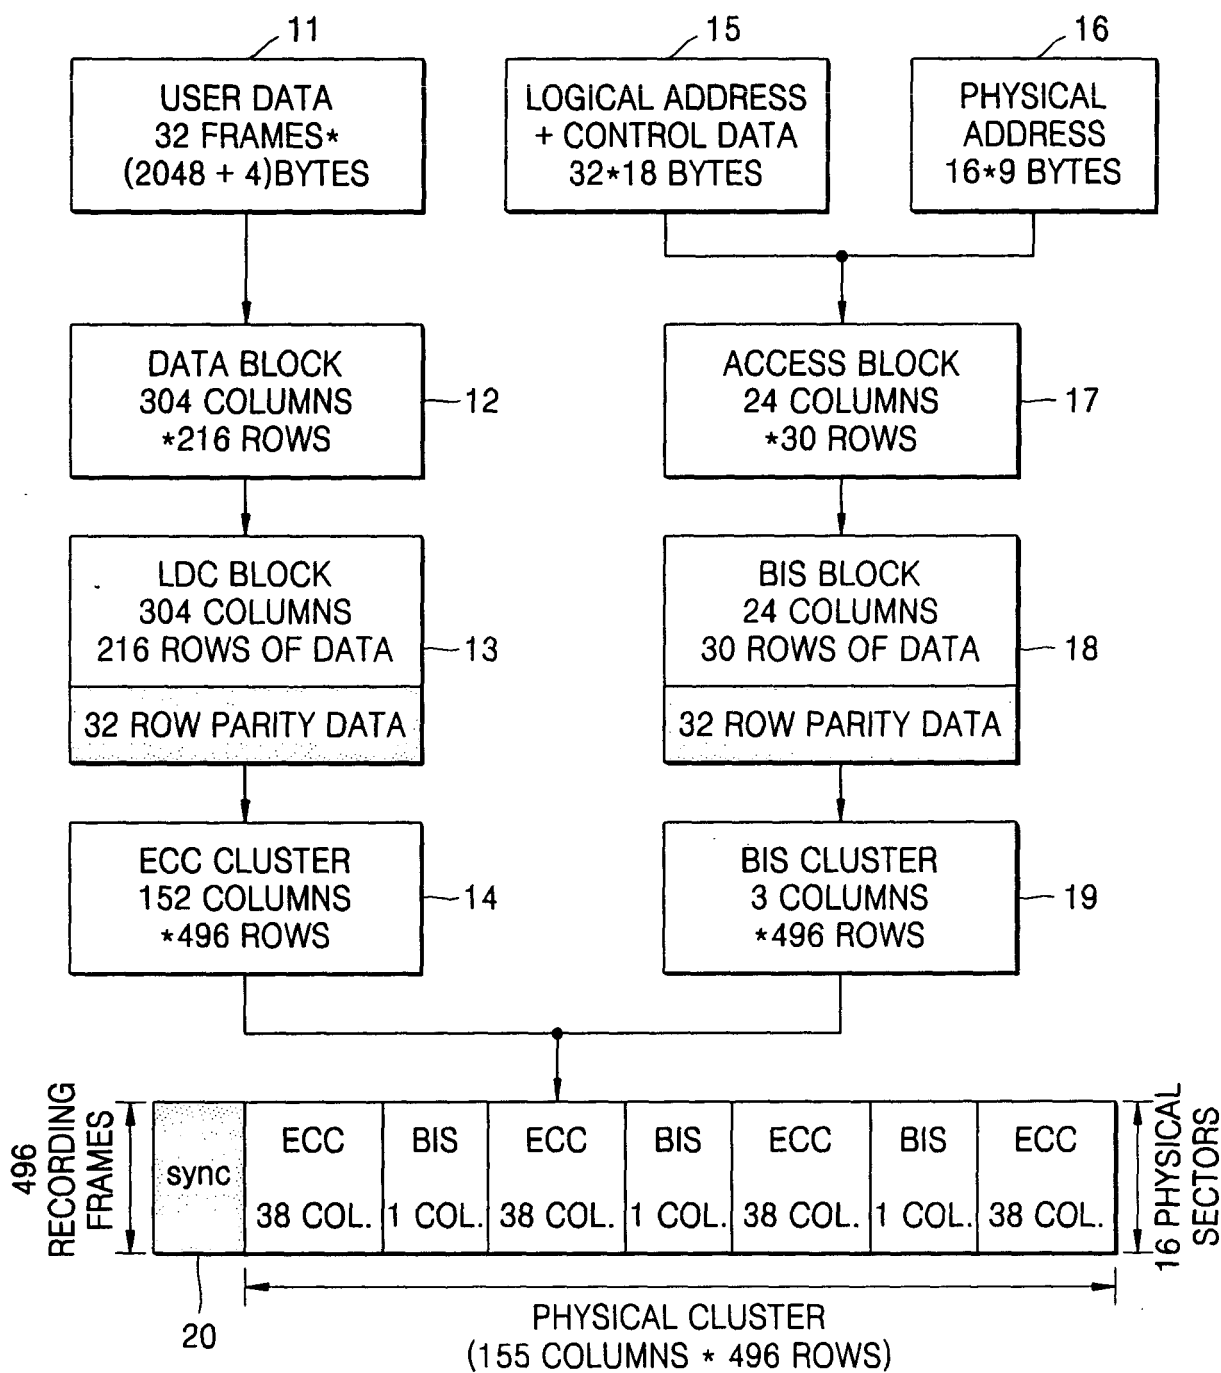 11
15
16
USER DATA
32 FRAMES*
(2048 + 4)BYTES
LOGICAL ADDRESS
+ CONTROL DATA
32*18 BYTES
PHYSICAL
ADDRESS
16*9 BYTES
DATA BLOCK
304 COLUMNS
*216 ROWS
12
ACCESS BLOCK
24 COLUMNS
*30 ROWS
17
LDC BLOCK
304 COLUMNS
216 ROWS OF DATA
13
32 ROW PARITY DATA
BIS BLOCK
24 COLUMNS
30 ROWS OF DATA
18
32 ROW PARITY DATA
ECC CLUSTER
152 COLUMNS
*496 ROWS
14
BIS CLUSTER
3 COLUMNS
*496 ROWS
19
496
RECORDING
FRAMES
sync
ECC
38 COL.
BIS
1 COL.
ECC
38 COL.
BIS
1 COL.
ECC
38 COL.
BIS
1 COL.
ECC
38 COL.
16 PHYSICAL
SECTORS
20
PHYSICAL CLUSTER
(155 COLUMNS * 496 ROWS)